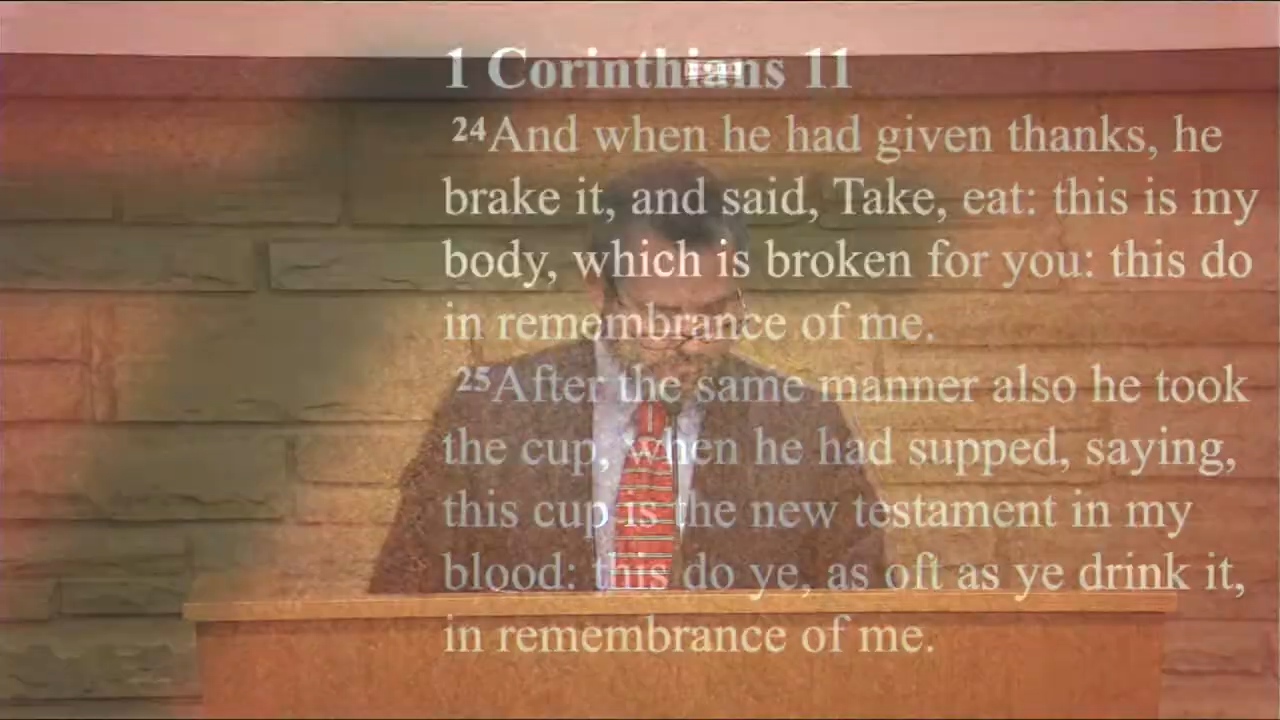 1 Corinthians 11
24And when he had given thanks, he
brake it, and said, Take, eat: this is my
body, which is broken for you: this do
in remembrance of me.
25After the same manner also he took
the cup, when he had supped, saying,
this cup is the new testament in my
blood: this do ye, as oft as ye drink it,
in remembrance of me.